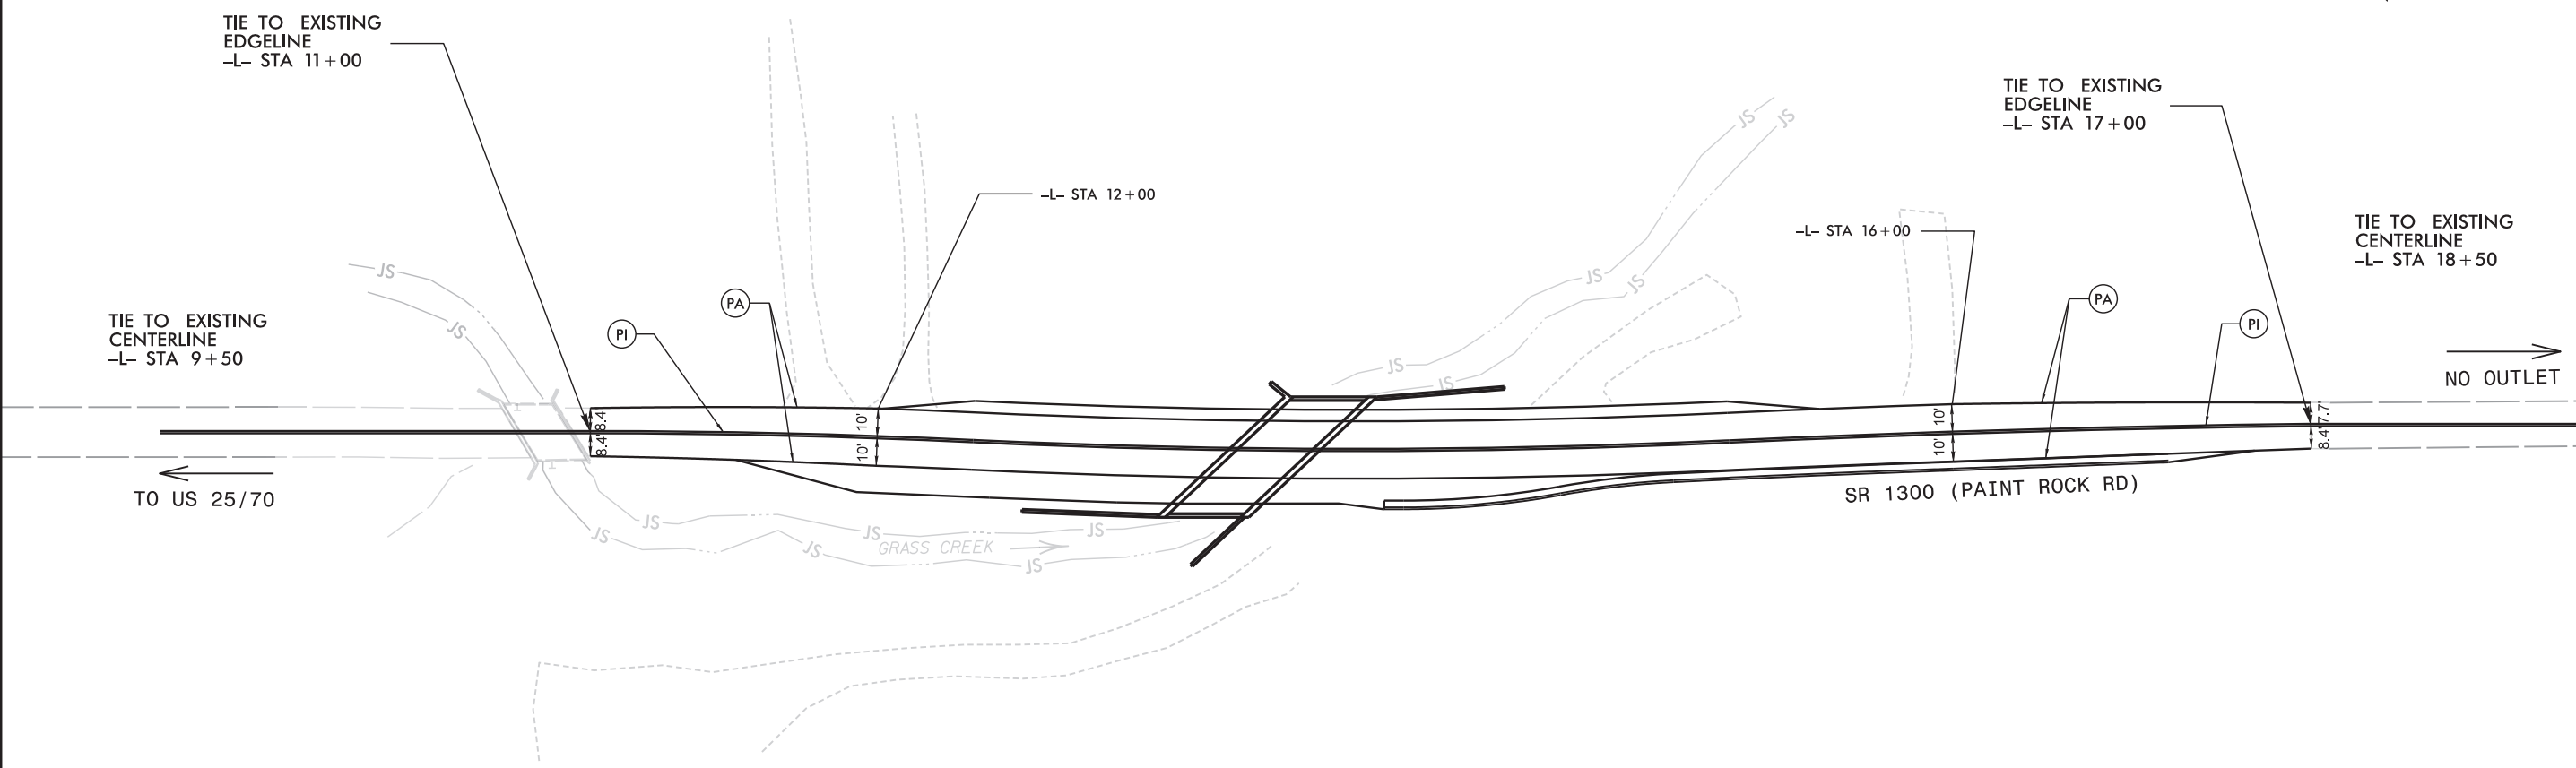 TIE TO EXISTING
EDGELINE
-L- STA 11+00
TIE TO EXISTING
EDGELINE
-L- STA 17+00
-L- STA 12+00
-L- STA 16+00
TIE TO EXISTING
CENTERLINE
-L- STA 18+50
TIE TO EXISTING
CENTERLINE
-L- STA 9+50
PI
PA
PA
PI
NO OUTLET
TO US 25/70
SR 1300 (PAINT ROCK RD)
GRASS CREEK
8.4'
8.4'
10'
10'
10'
10'
7.7'
8.4'
JS
JS
JS
JS
JS
JS
JS
JS
JS
JS
JS
JS
JS
JS